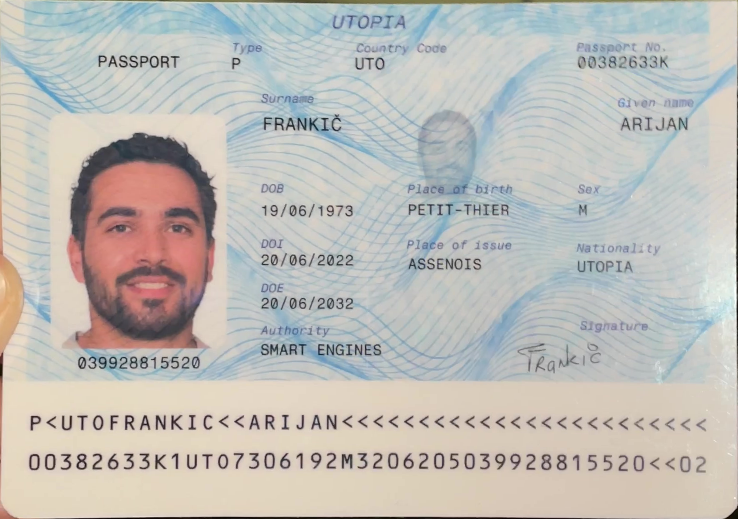 UTOPIA
PASSPORT
Type
P
Country Code
UTO
Passport No.
00382633K
Surname
FRANKIČ
Given name
ARIJAN
DOB
19/06/1973
Place of birth
PETIT-THIER
Sex
M
DOI
20/06/2022
Place of issue
ASSENOIS
Nationality
UTOPIA
DOE
20/06/2032
Authority
SMART ENGINES
Signature
Frankič
039928815520
P<UTOFRANKIC<<ARIJAN<<<<<<<<<<<<<<<<<<<<<<<<
00382633K1UTO7306192M3206205039928815520<<02